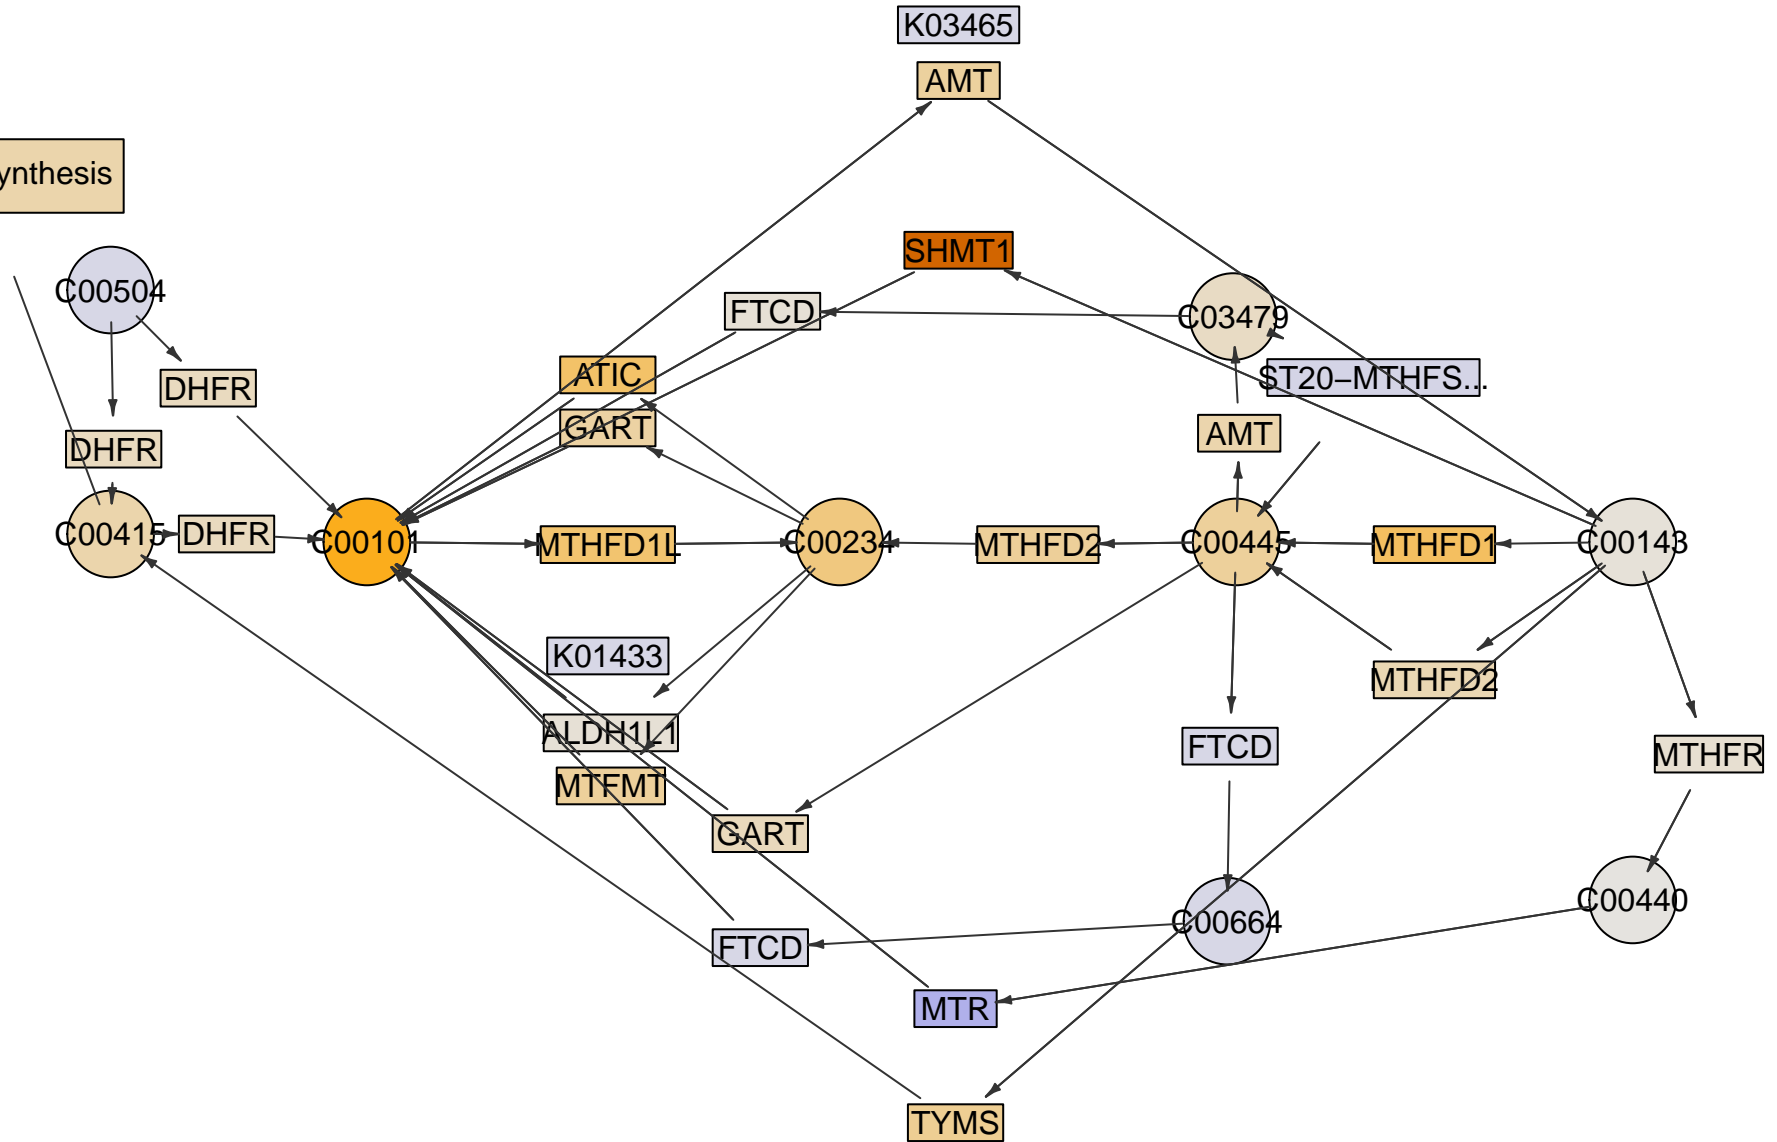 K03465
AMT
ynthesis
SHMT1
C00504
FTCD
C03479
ATIC
ST20−MTHFS...
DHFR
GART
AMT
DHFR
C00415
DHFR
C00101
MTHFD1L
C00234
MTHFD2
C00445
MTHFD1
C00143
K01433
MTHFD2
ALDH1L1
FTCD
MTHFR
MTFMT
GART
C00440
C00664
FTCD
MTR
TYMS